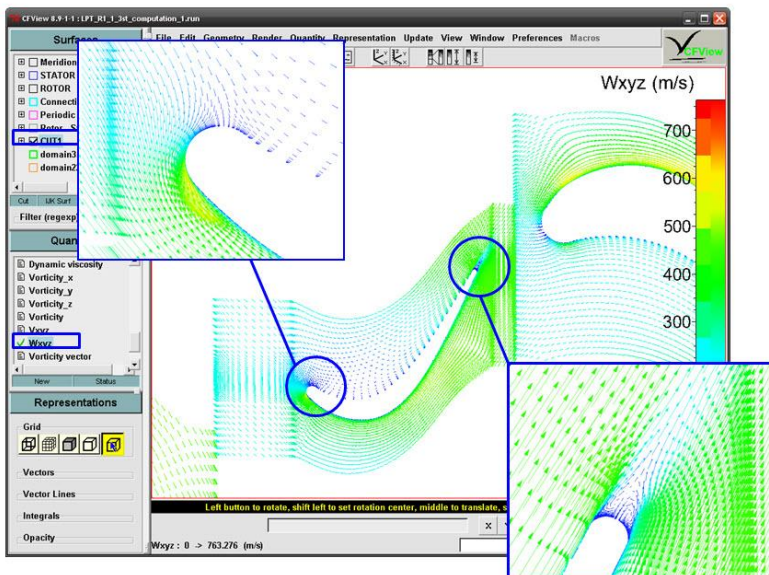 CFView 8.9-1-1 : LPT_R1_1_3st_computation_1.run
Surfaces
File Edit Geometry Render Quantity Representation Update View Window Preferences Macros
CFView
Meridion
STATOR
ROTOR
Connecti
Periodic
CUT1
domain3
domain2
Cut IJK Surf
Filter (regexp)
Wxyz (m/s)
700
600
500
400
300
Quan
Dynamic viscosity
Vorticity_x
Vorticity_y
Vorticity_z
Vorticity
Vxyz
Wxyz
Vorticity vector
New Status
Representations
Grid
Vectors
Vector Lines
Integrals
Opacity
Left button to rotate, shift left to set rotation center, middle to translate, s
x
Wxyz : 0 -> 763.276 (m/s)